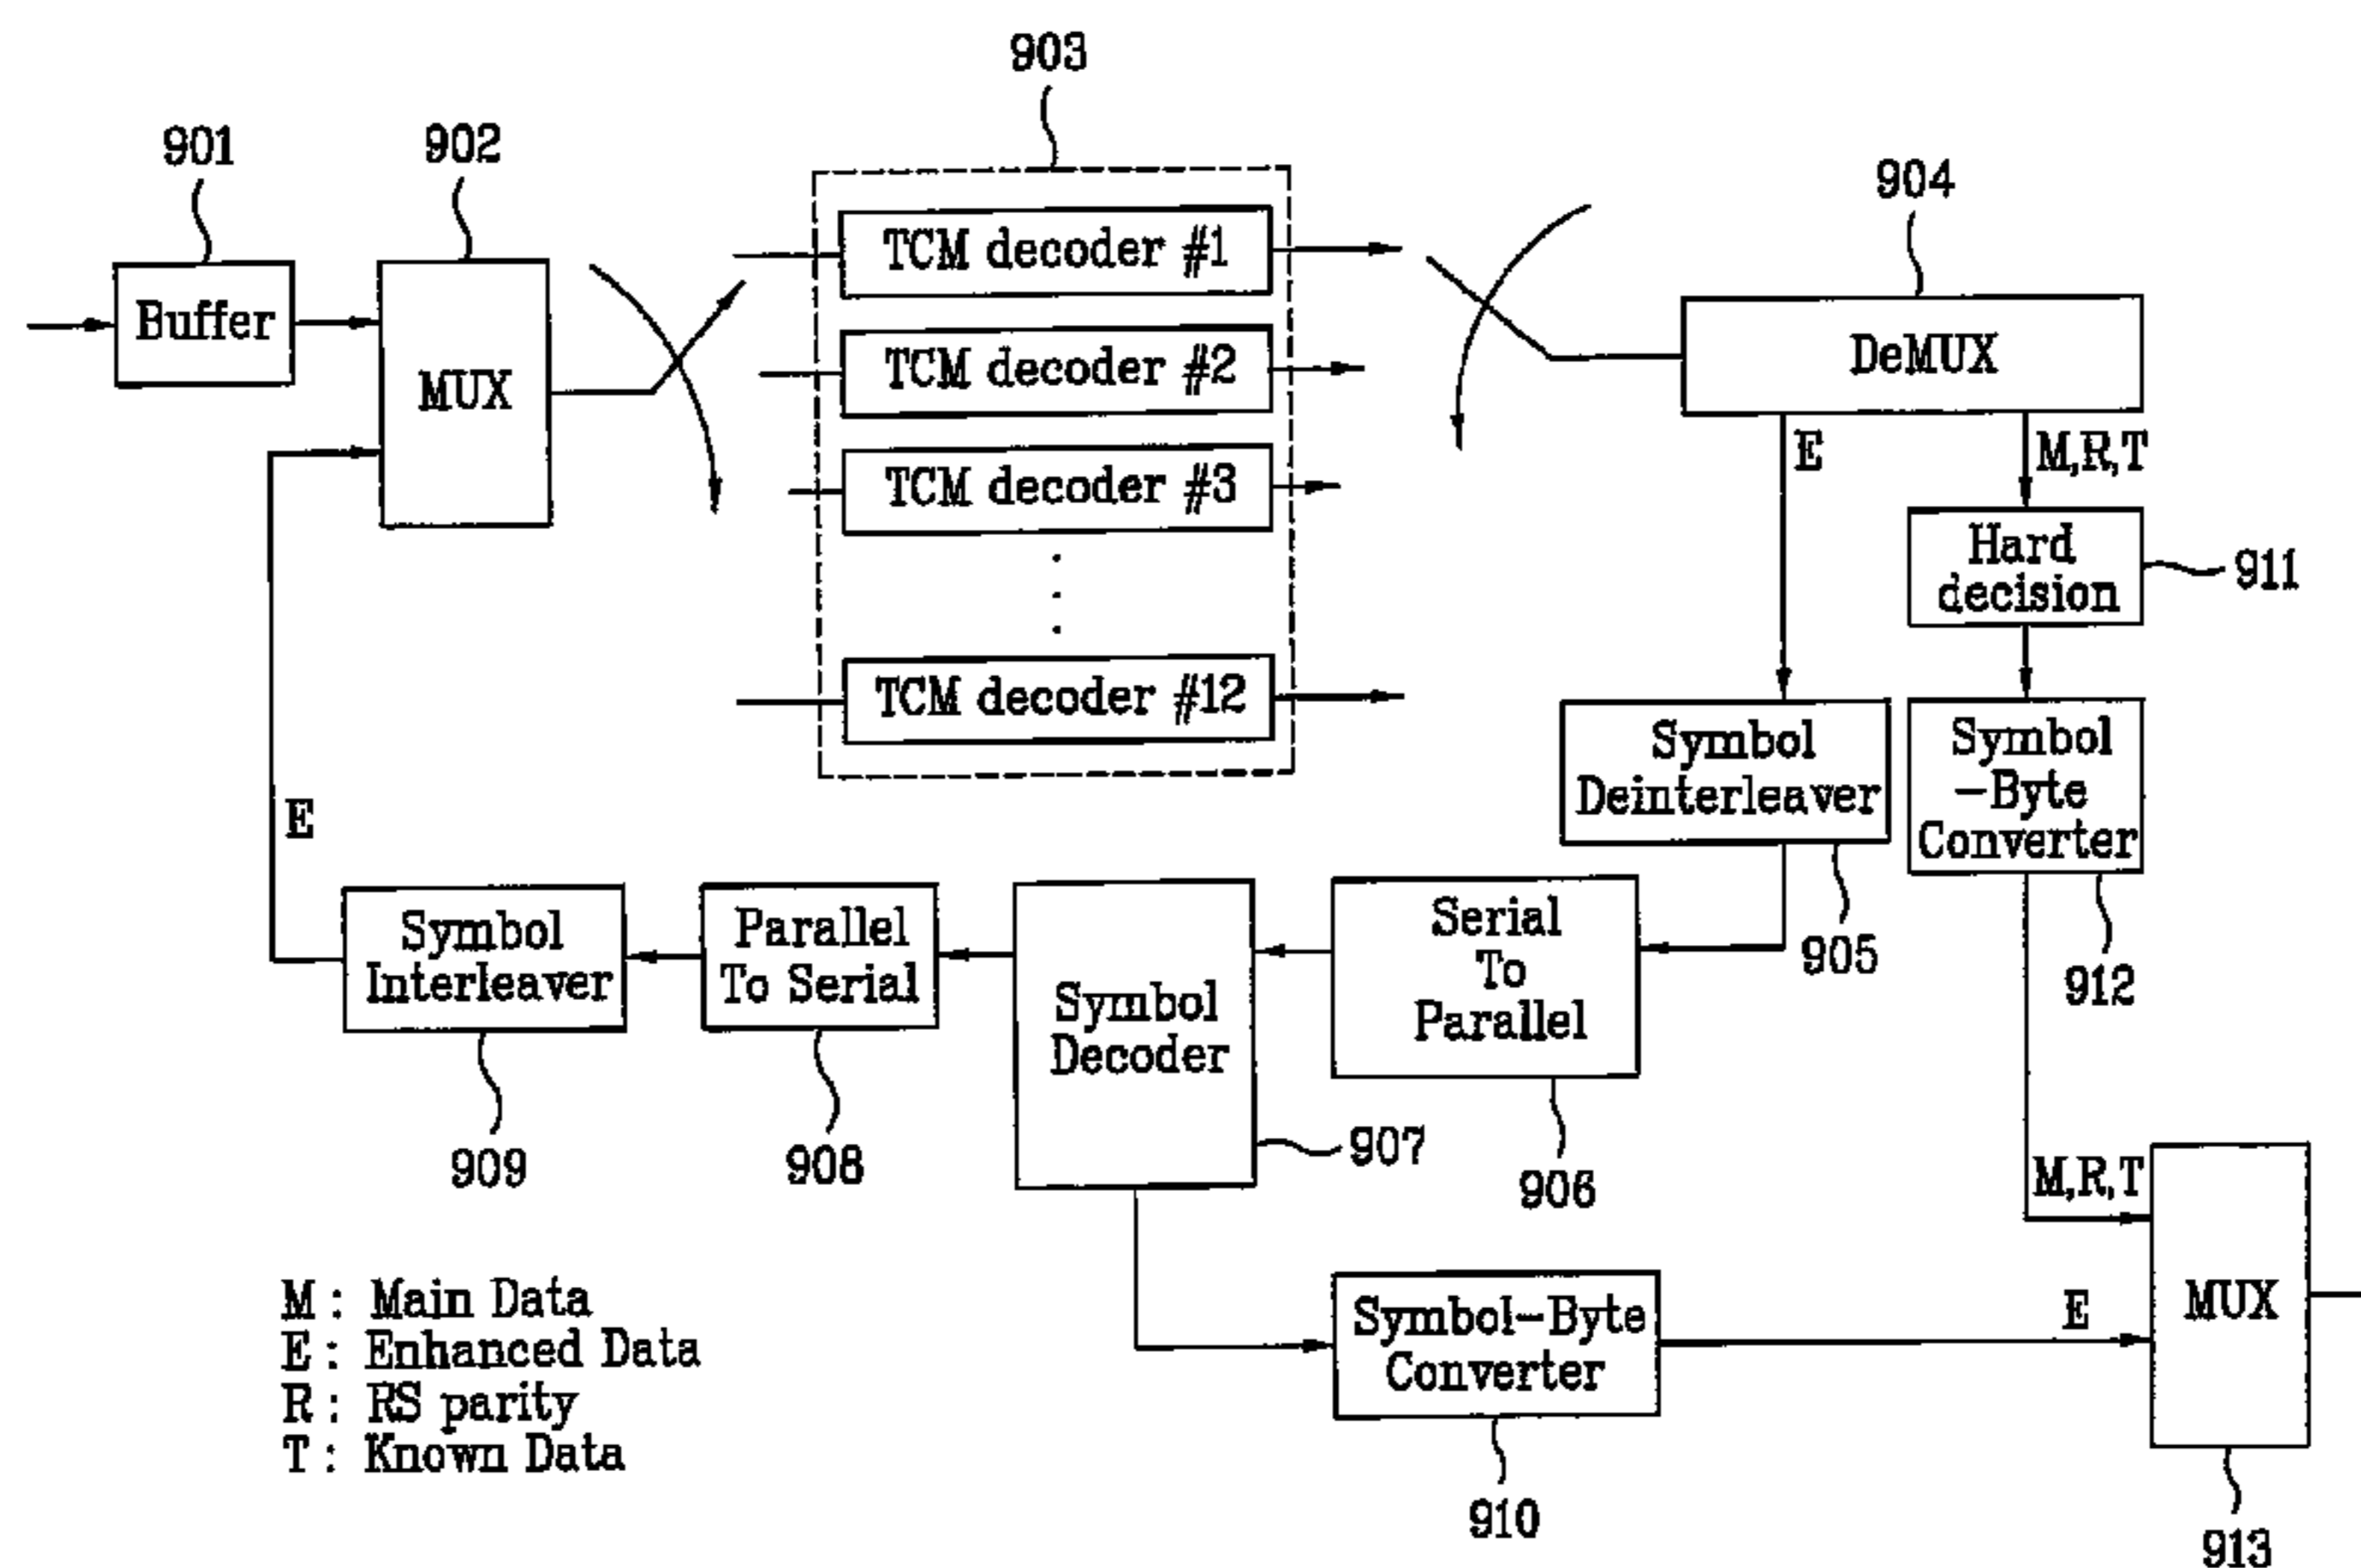 903
901
902
904
Buffer
MUX
TCM decoder #1
TCM decoder #2
TCM decoder #3
TCM decoder #12
DeMUX
E
M,R,T
Hard
decision
911
Symbol
Deinterleaver
905
Symbol
-Byte
Converter
912
E
Symbol
Interleaver
909
Parallel
To Serial
908
Symbol
Decoder
907
Serial
To
Parallel
906
M,R,T
MUX
913
Symbol-Byte
Converter
910
E
M : Main Data
E : Enhanced Data
R : RS parity
T : Known Data